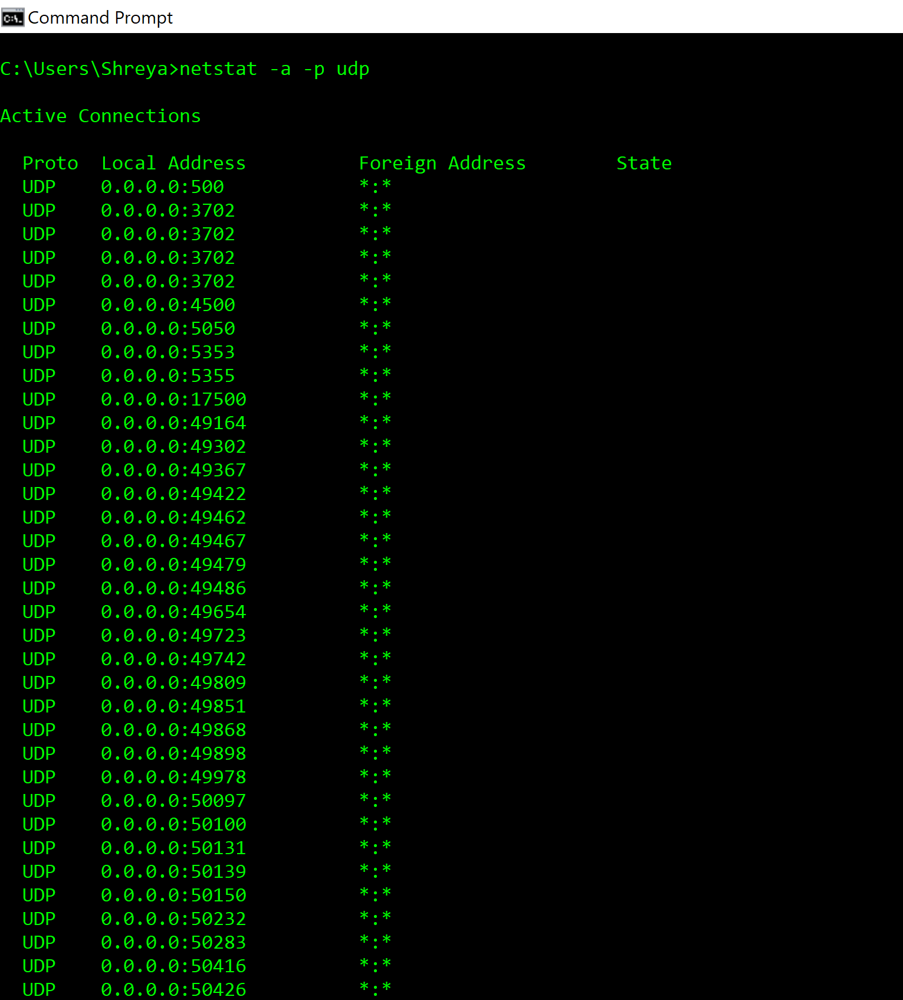 Command Prompt
C:\Users\Shreya>netstat -a -p udp
Active Connections
Proto  Local Address          Foreign Address        State
UDP    0.0.0.0:500            *:*
UDP    0.0.0.0:3702           *:*
UDP    0.0.0.0:3702           *:*
UDP    0.0.0.0:3702           *:*
UDP    0.0.0.0:3702           *:*
UDP    0.0.0.0:4500           *:*
UDP    0.0.0.0:5050           *:*
UDP    0.0.0.0:5353           *:*
UDP    0.0.0.0:5355           *:*
UDP    0.0.0.0:17500          *:*
UDP    0.0.0.0:49164          *:*
UDP    0.0.0.0:49302          *:*
UDP    0.0.0.0:49367          *:*
UDP    0.0.0.0:49422          *:*
UDP    0.0.0.0:49462          *:*
UDP    0.0.0.0:49467          *:*
UDP    0.0.0.0:49479          *:*
UDP    0.0.0.0:49486          *:*
UDP    0.0.0.0:49654          *:*
UDP    0.0.0.0:49723          *:*
UDP    0.0.0.0:49742          *:*
UDP    0.0.0.0:49809          *:*
UDP    0.0.0.0:49851          *:*
UDP    0.0.0.0:49868          *:*
UDP    0.0.0.0:49898          *:*
UDP    0.0.0.0:49978          *:*
UDP    0.0.0.0:50097          *:*
UDP    0.0.0.0:50100          *:*
UDP    0.0.0.0:50131          *:*
UDP    0.0.0.0:50139          *:*
UDP    0.0.0.0:50150          *:*
UDP    0.0.0.0:50232          *:*
UDP    0.0.0.0:50283          *:*
UDP    0.0.0.0:50416          *:*
UDP    0.0.0.0:50426          *:*